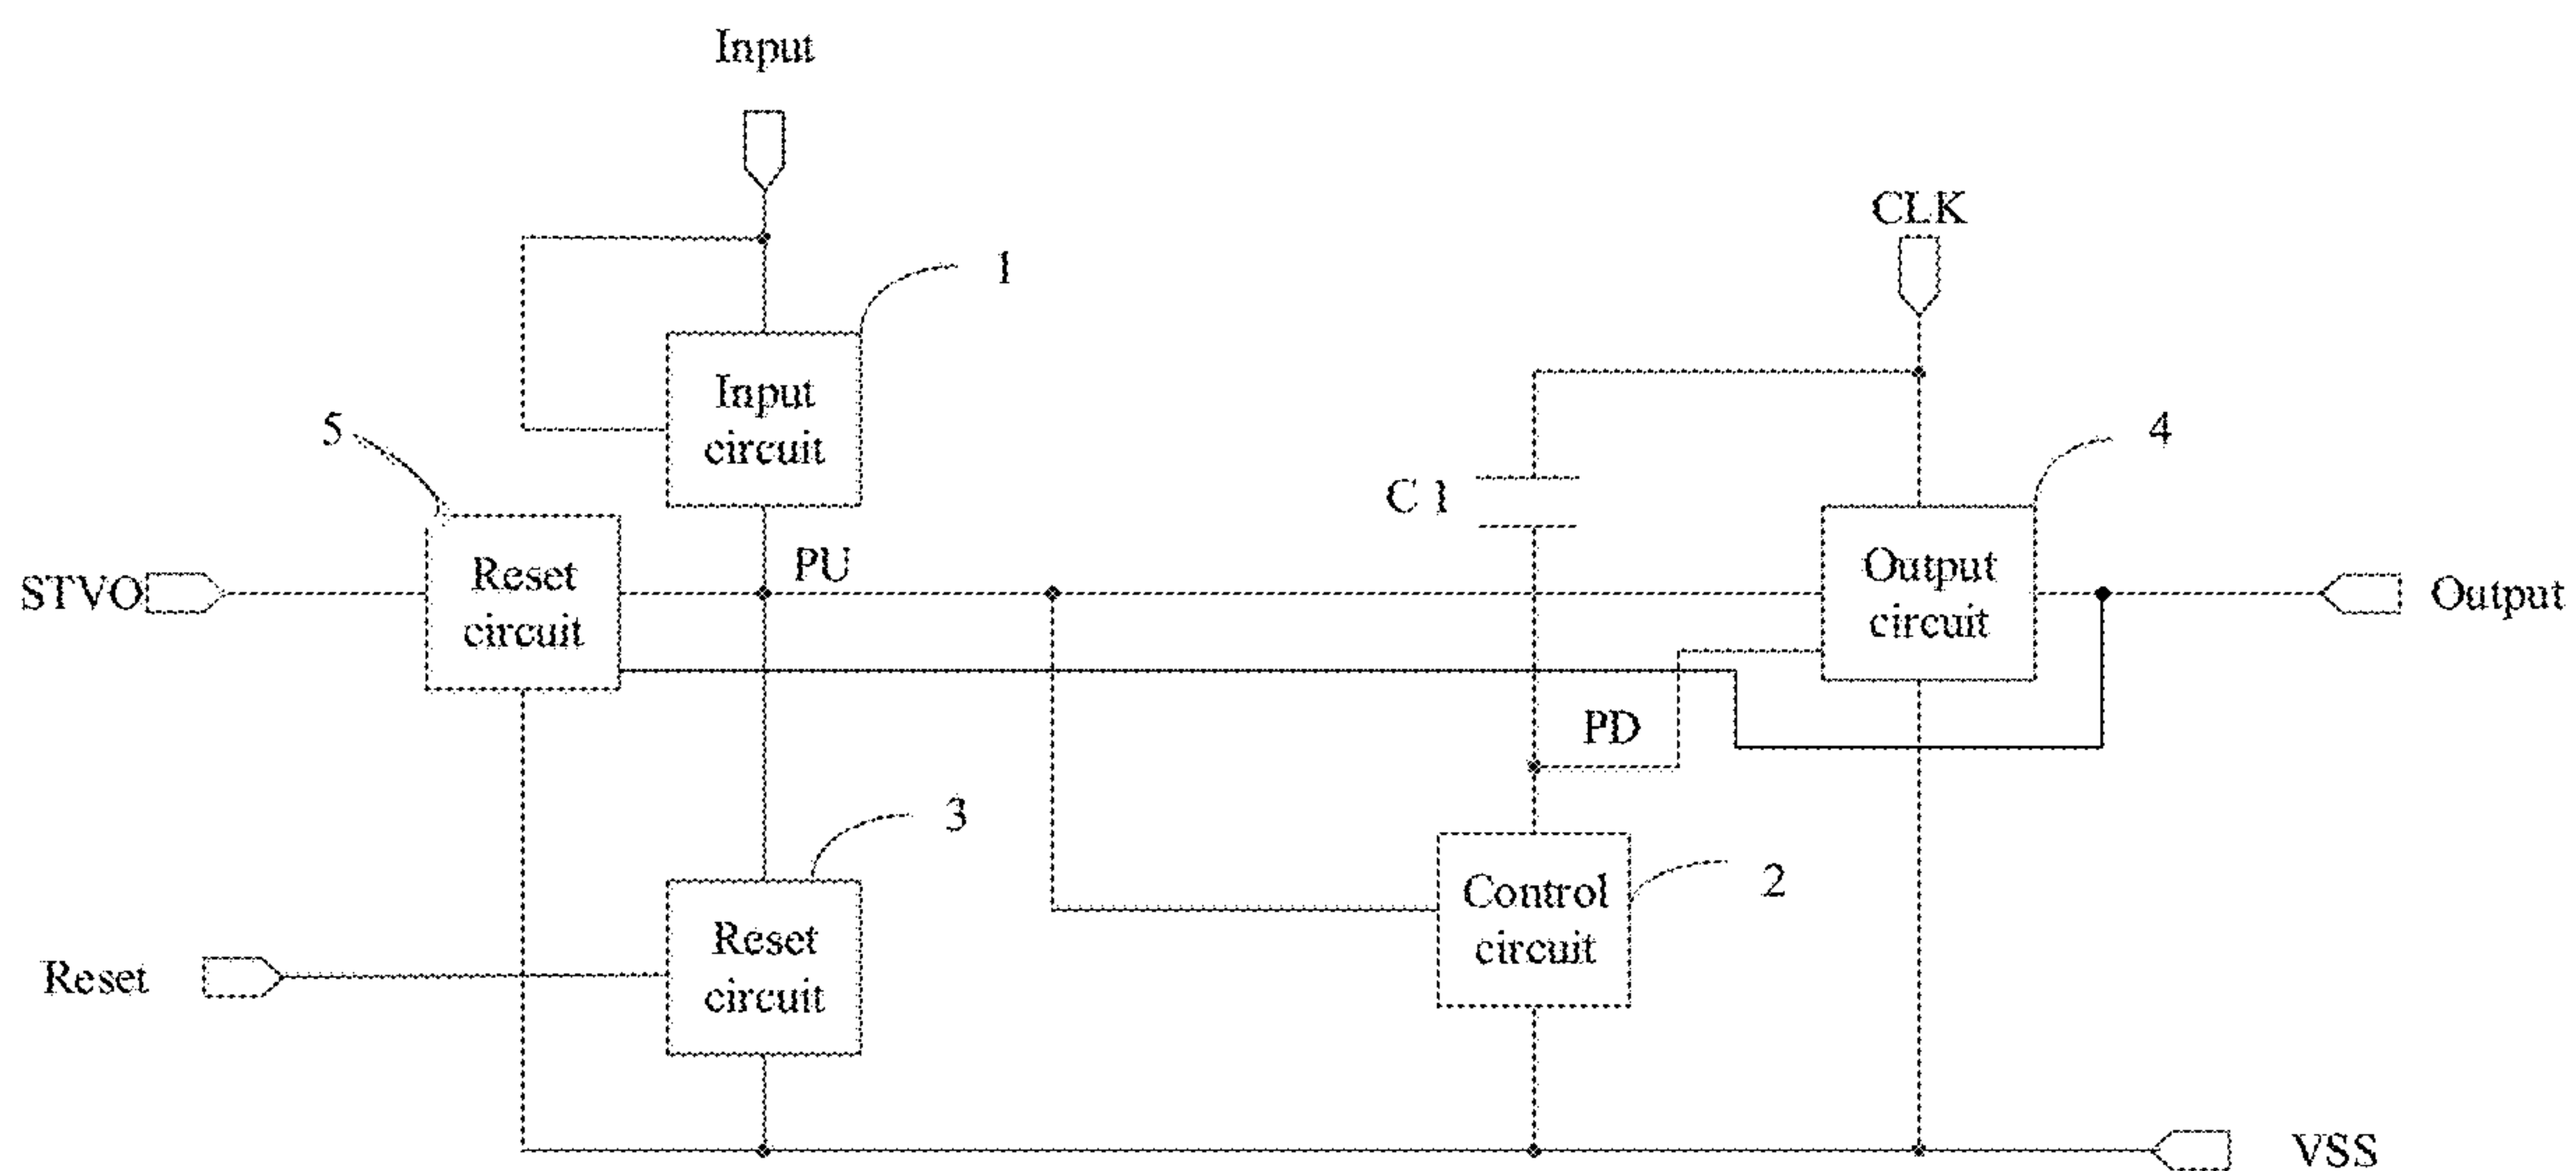 Input
CLK
1
Input
circuit
5
4
C 1
STVO
Reset
circuit
PU
Output
circuit
Output
PD
3
2
Reset
Reset
circuit
Control
circuit
VSS